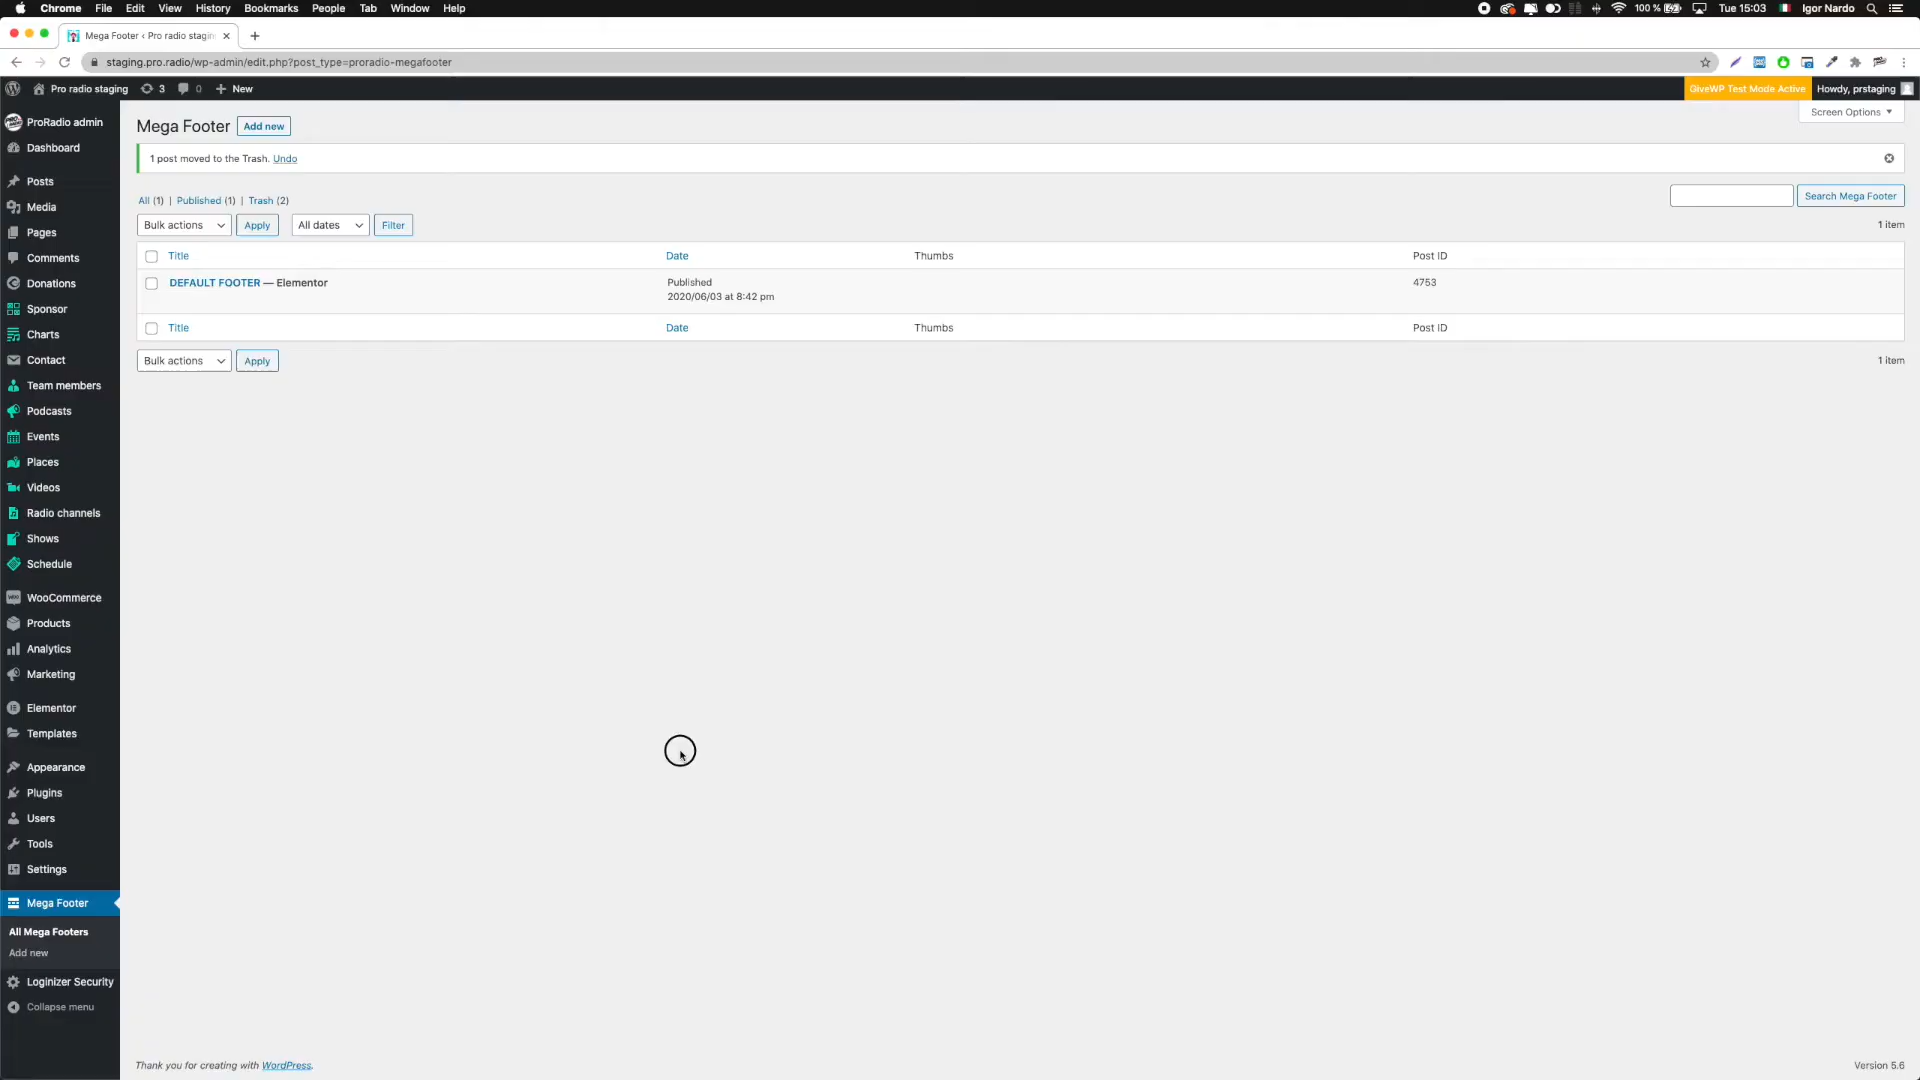 Chrome File Edit View History Bookmarks People Tab Window Help
100 % Tue 15:03 Igor Nardo
Mega Footer ‹ Pro radio stagin
staging.pro.radio/wp-admin/edit.php?post_type=proradio-megafooter
Pro radio staging 3 0 New
GiveWP Test Mode Active Howdy, prstaging
Screen Options
ProRadio admin
Dashboard
Posts
Media
Pages
Comments
Donations
Sponsor
Charts
Contact
Team members
Podcasts
Events
Places
Videos
Radio channels
Shows
Schedule
WooCommerce
Products
Analytics
Marketing
Elementor
Templates
Appearance
Plugins
Users
Tools
Settings
Mega Footer
All Mega Footers
Add new
Loginizer Security
Collapse menu
Mega Footer Add new
1 post moved to the Trash. Undo
All (1) | Published (1) | Trash (2)
Search Mega Footer
Bulk actions Apply All dates Filter
1 item
Title Date Thumbs Post ID
DEFAULT FOOTER — Elementor Published 4753
2020/06/03 at 8:42 pm
Title Date Thumbs Post ID
Bulk actions Apply
1 item
Thank you for creating with WordPress.
Version 5.6